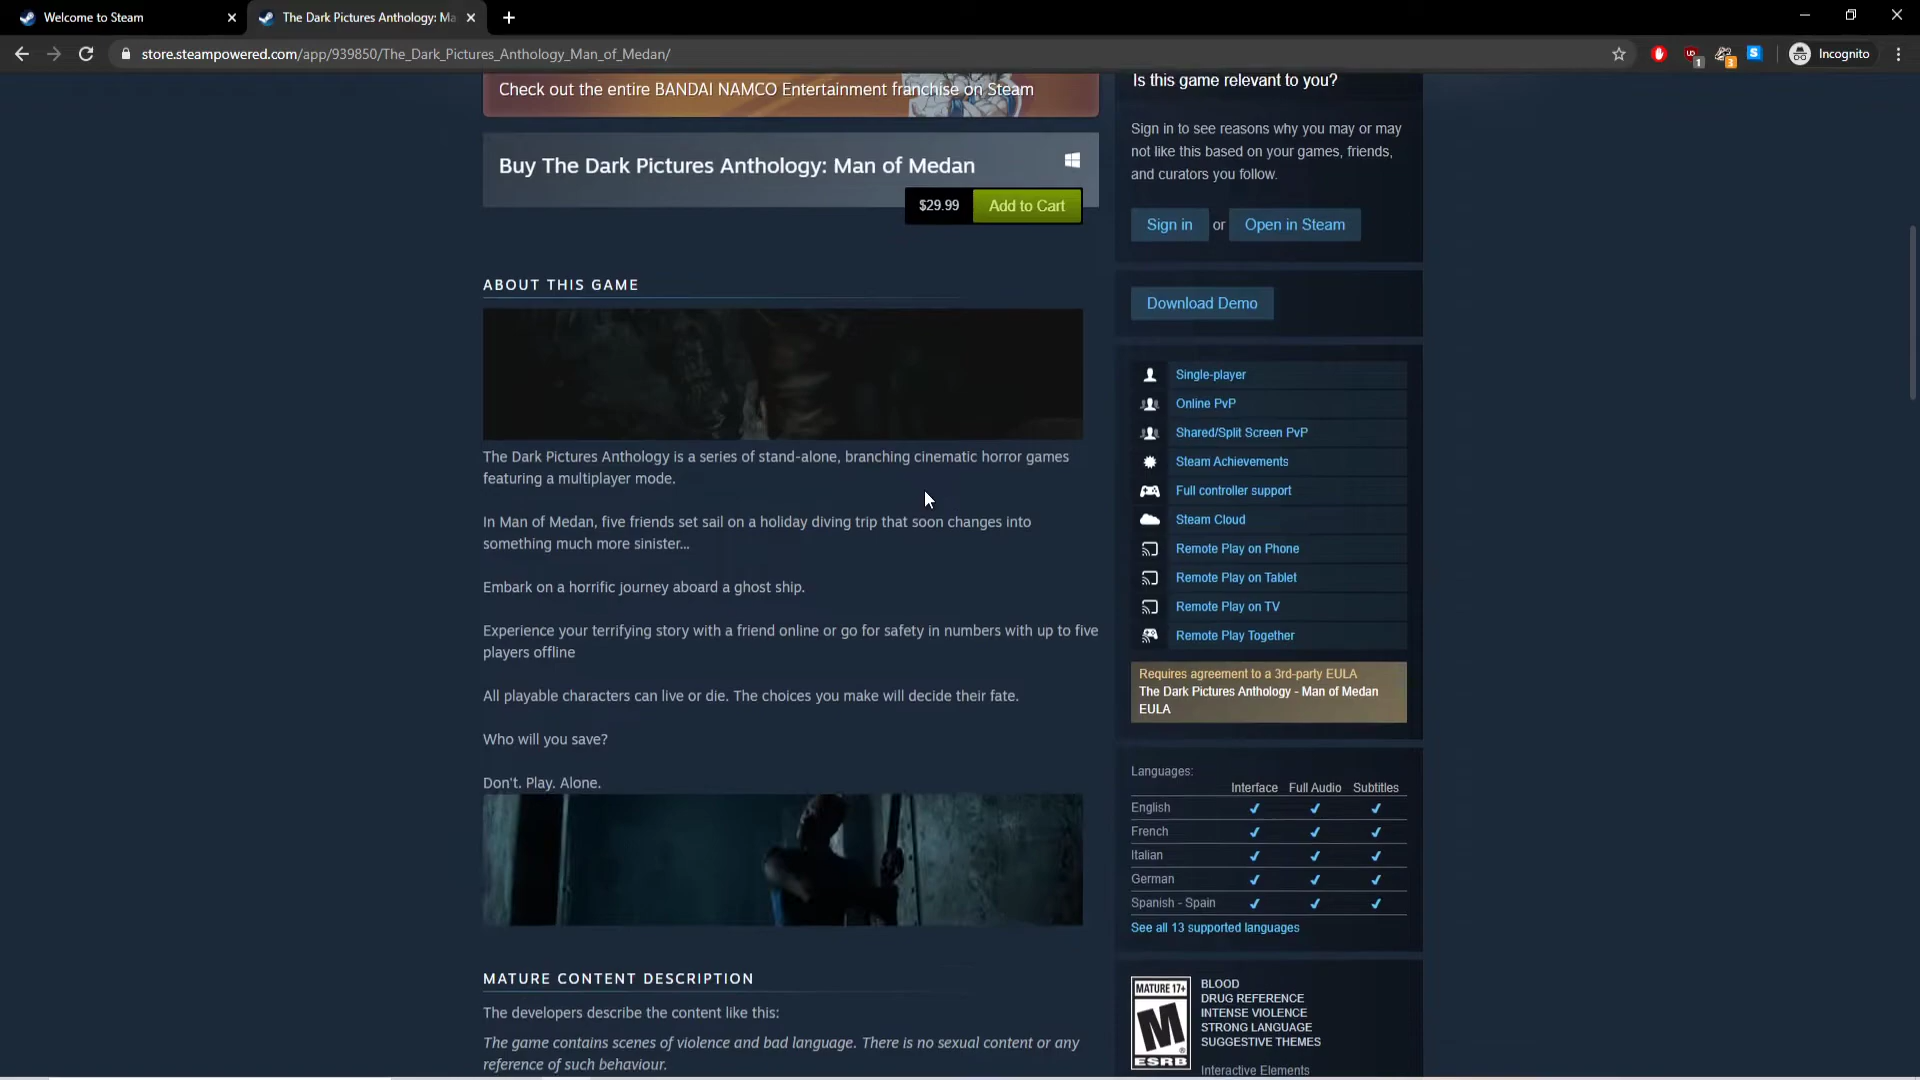 Welcome to Steam
The Dark Pictures Anthology: Ma
store.steampowered.com/app/939850/The_Dark_Pictures_Anthology_Man_of_Medan/
1
3
S
Incognito
Check out the entire BANDAI NAMCO Entertainment franchise on Steam
Buy The Dark Pictures Anthology: Man of Medan
$29.99
Add to Cart
ABOUT THIS GAME
The Dark Pictures Anthology is a series of stand-alone, branching cinematic horror games
featuring a multiplayer mode.
In Man of Medan, five friends set sail on a holiday diving trip that soon changes into
something much more sinister...
Embark on a horrific journey aboard a ghost ship.
Experience your terrifying story with a friend online or go for safety in numbers with up to five
players offline
All playable characters can live or die. The choices you make will decide their fate.
Who will you save?
Don't. Play. Alone.
MATURE CONTENT DESCRIPTION
The developers describe the content like this:
The game contains scenes of violence and bad language. There is no sexual content or any
reference of such behaviour.
Is this game relevant to you?
Sign in to see reasons why you may or may
not like this based on your games, friends,
and curators you follow.
Sign in or Open in Steam
Download Demo
Single-player
Online PvP
Shared/Split Screen PvP
Steam Achievements
Full controller support
Steam Cloud
Remote Play on Phone
Remote Play on Tablet
Remote Play on TV
Remote Play Together
Requires agreement to a 3rd-party EULA
The Dark Pictures Anthology - Man of Medan
EULA
Languages:
Interface Full Audio Subtitles
English ✔ ✔ ✔
French ✔ ✔ ✔
Italian ✔ ✔ ✔
German ✔ ✔ ✔
Spanish - Spain ✔ ✔ ✔
See all 13 supported languages
MATURE 17+
M
ESRB
BLOOD
DRUG REFERENCE
INTENSE VIOLENCE
STRONG LANGUAGE
SUGGESTIVE THEMES
Interactive Elements